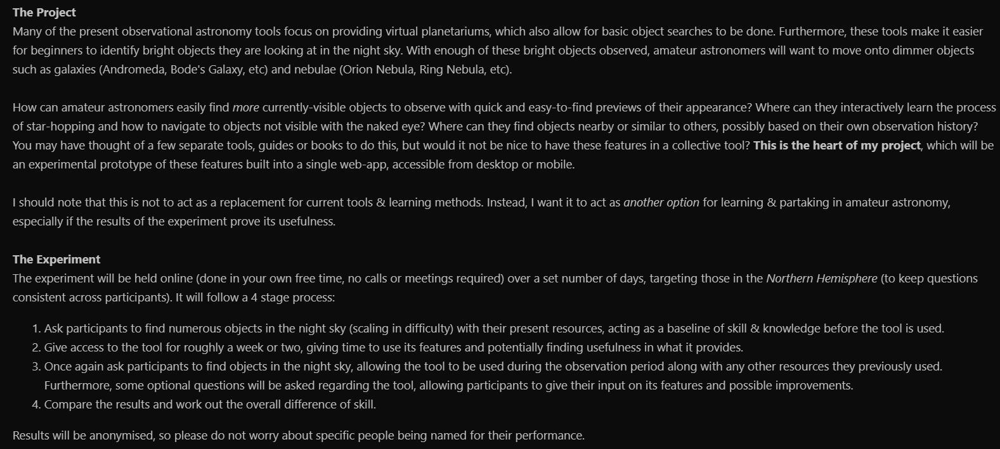 The Project
Many of the present observational astronomy tools focus on providing virtual planetariums, which also allow for basic object searches to be done. Furthermore, these tools make it easier
for beginners to identify bright objects they are looking at in the night sky. With enough of these bright objects observed, amateur astronomers will want to move onto dimmer objects
such as galaxies (Andromeda, Bode's Galaxy, etc) and nebulae (Orion Nebula, Ring Nebula, etc).
How can amateur astronomers easily find more currently-visible objects to observe with quick and easy-to-find previews of their appearance? Where can they interactively learn the process
of star-hopping and how to navigate to objects not visible with the naked eye? Where can they find objects nearby or similar to others, possibly based on their own observation history?
You may have thought of a few separate tools, guides or books to do this, but would it not be nice to have these features in a collective tool? This is the heart of my project, which will be
an experimental prototype of these features built into a single web-app, accessible from desktop or mobile.
I should note that this is not to act as a replacement for current tools & learning methods. Instead, I want it to act as another option for learning & partaking in amateur astronomy,
especially if the results of the experiment prove its usefulness.
The Experiment
The experiment will be held online (done in your own free time, no calls or meetings required) over a set number of days, targeting those in the Northern Hemisphere (to keep questions
consistent across participants). It will follow a 4 stage process:
1. Ask participants to find numerous objects in the night sky (scaling in difficulty) with their present resources, acting as a baseline of skill & knowledge before the tool is used.
2. Give access to the tool for roughly a week or two, giving time to use its features and potentially finding usefulness in what it provides.
3. Once again ask participants to find objects in the night sky, allowing the tool to be used during the observation period along with any other resources they previously used.
Furthermore, some optional questions will be asked regarding the tool, allowing participants to give their input on its features and possible improvements.
4. Compare the results and work out the overall difference of skill.
Results will be anonymised, so please do not worry about specific people being named for their performance.